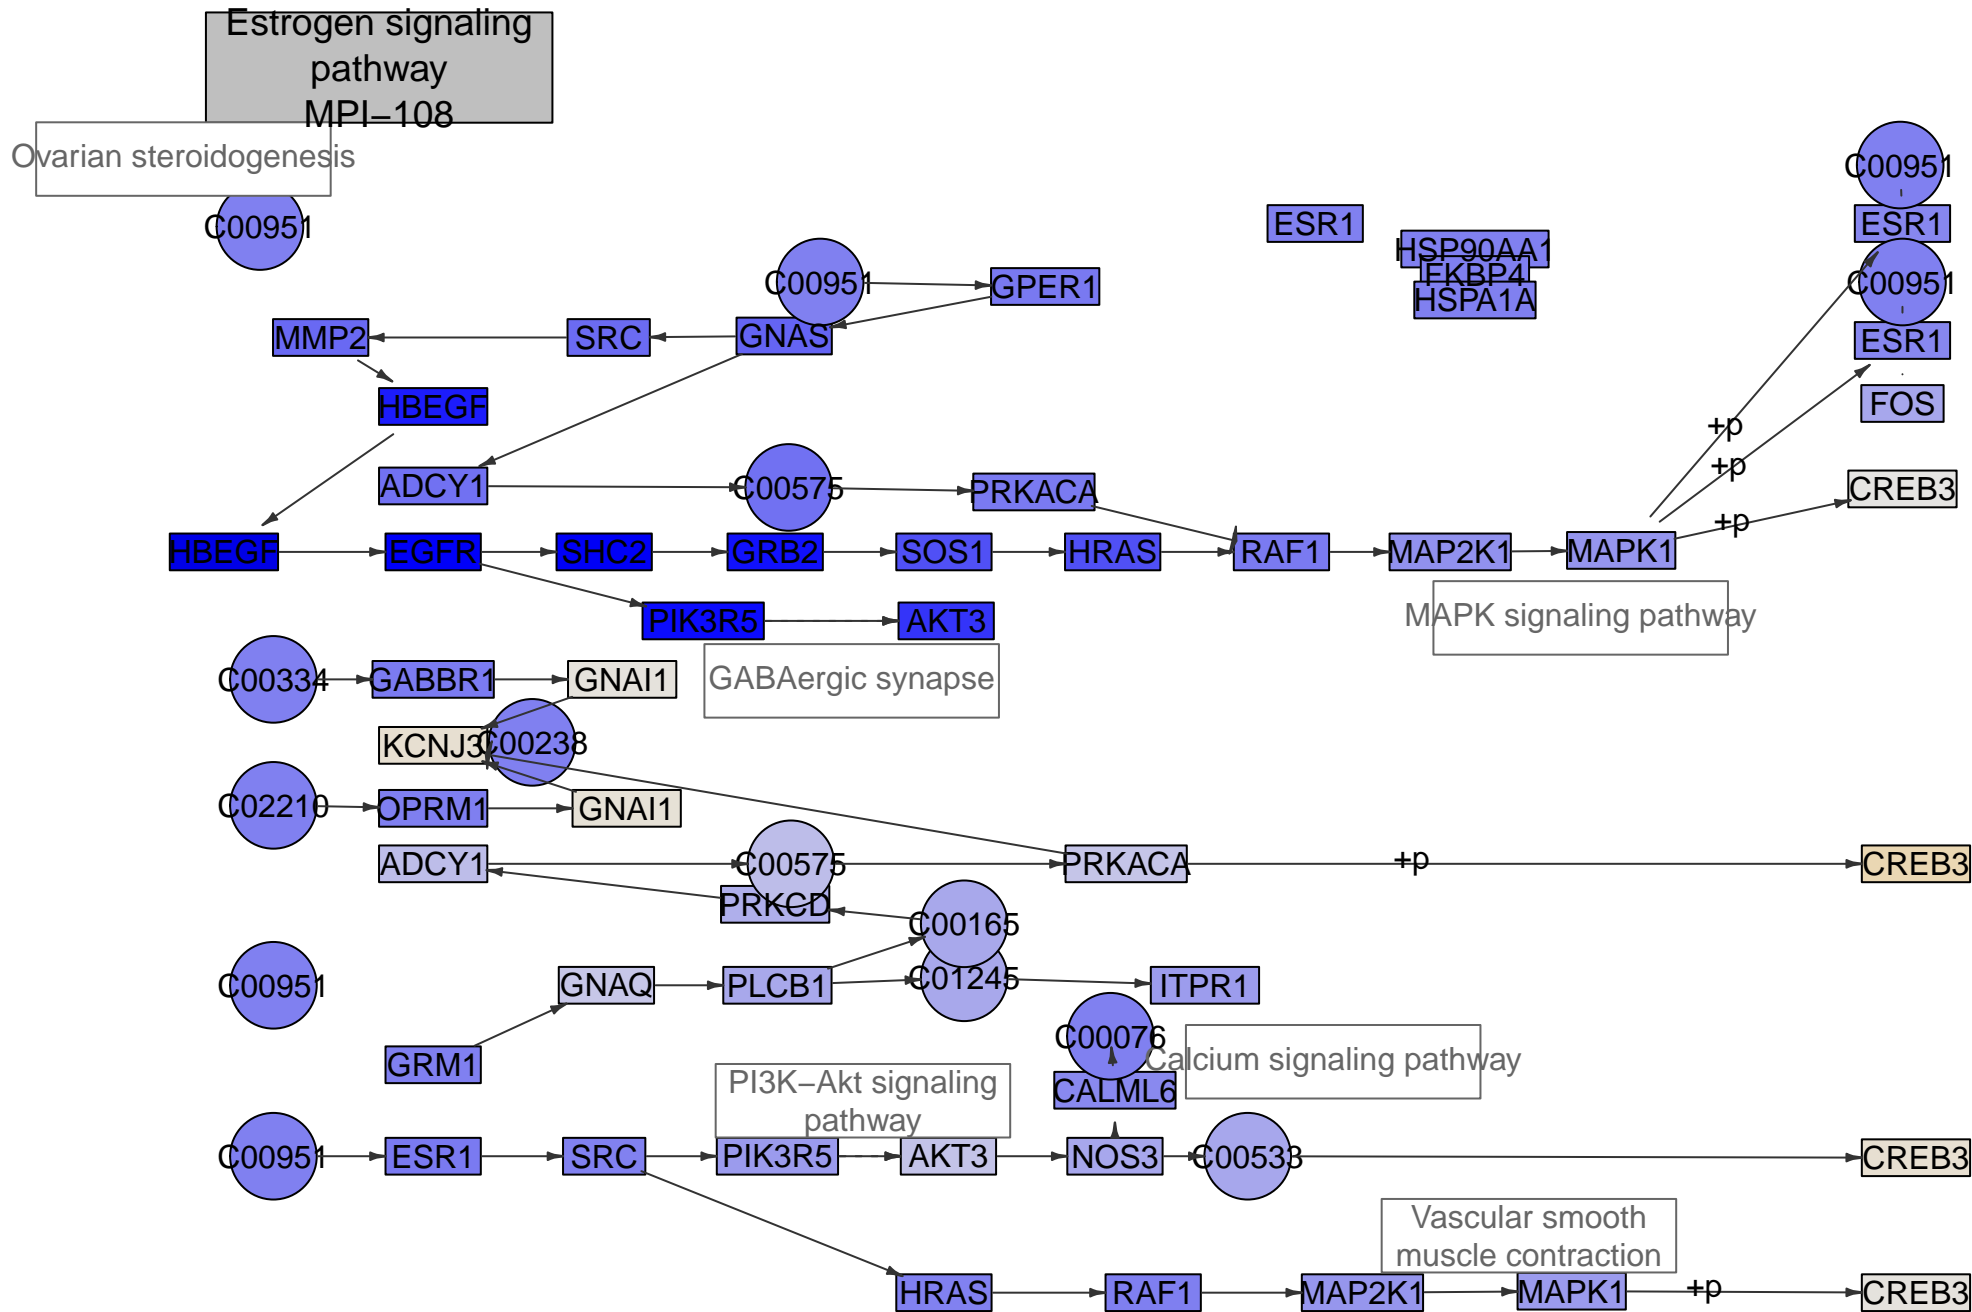 Estrogen signaling
pathway
MPI−108
Ovarian steroidogenesis
C00951
C00951
ESR1
ESR1
C00951
HSP90AA1
FKBP4
HSPA1A
C00951
GPER1
C00951
MMP2
SRC
GNAS
ESR1
HBEGF
FOS
+p
+p
ADCY1
C00575
PRKACA
CREB3
+p
HBEGF
EGFR
SHC2
GRB2
SOS1
HRAS
RAF1
MAP2K1
MAPK1
PIK3R5
AKT3
MAPK signaling pathway
C00334
GABBR1
GNAI1
GABAergic synapse
KCNJ3
C00238
C02210
OPRM1
GNAI1
ADCY1
C00575
PRKACA
+p
CREB3
PRKCD
C00165
C00951
GNAQ
PLCB1
C01245
ITPR1
C00076
Calcium signaling pathway
GRM1
PI3K−Akt signaling
pathway
CALML6
C00951
ESR1
SRC
PIK3R5
AKT3
NOS3
C00533
CREB3
Vascular smooth
muscle contraction
HRAS
RAF1
MAP2K1
MAPK1
+p
CREB3